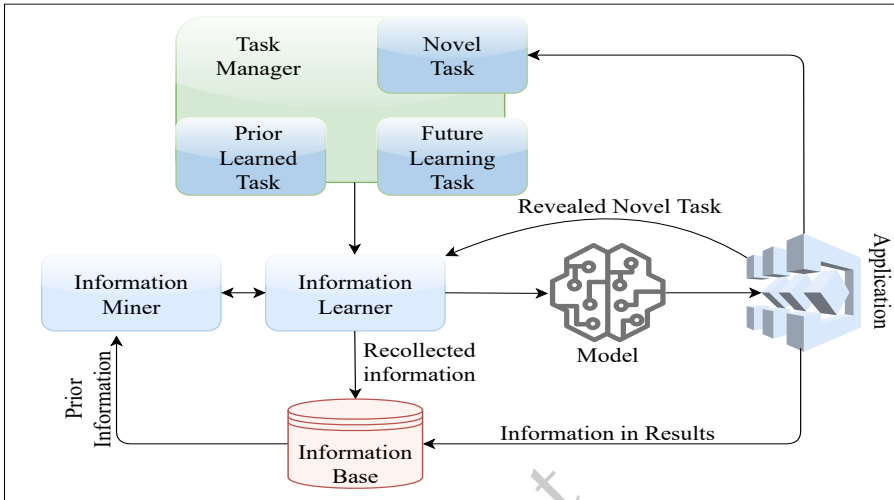 Task
Manager
Novel
Task
Prior
Learned
Task
Future
Learning
Task
Revealed Novel Task
Application
Information
Miner
Information
Learner
Model
Recollected
information
Prior
Information
Information in Results
Information
Base
t